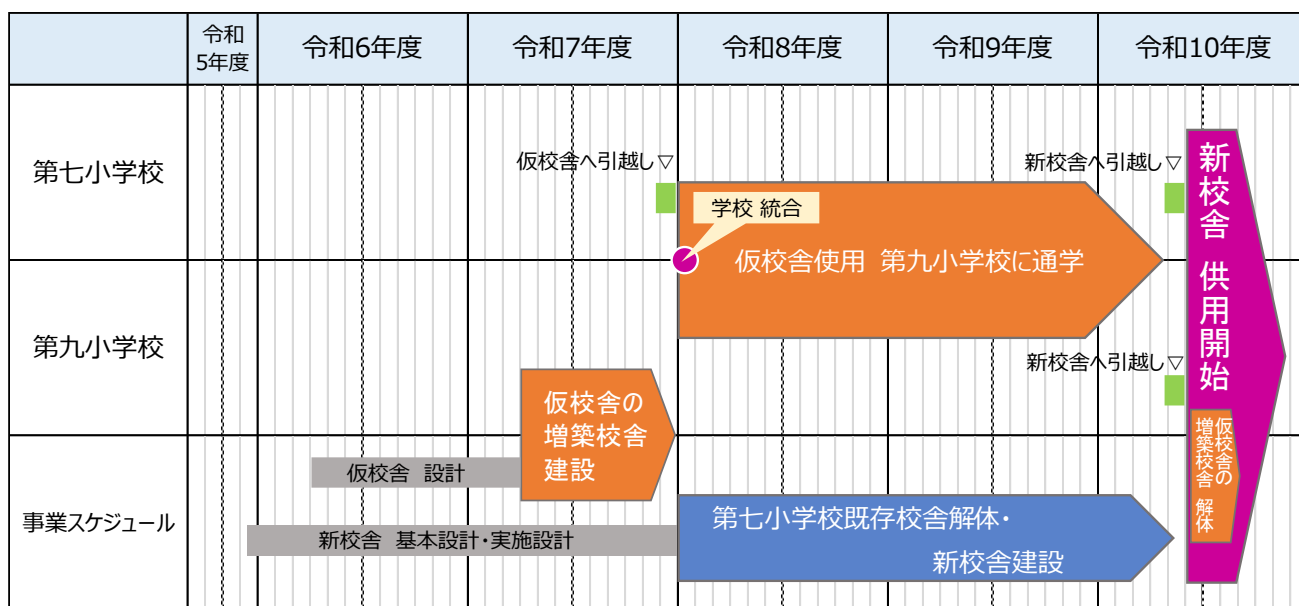 令和
5年度
令和6年度
令和7年度
令和8年度
令和9年度
令和10年度
第七小学校
仮校舎へ引越し▽
新校舎へ引越し▽
学校 統合
仮校舎使用 第九小学校に通学
新校舎 供用開始
第九小学校
新校舎へ引越し▽
仮校舎の
増築校舎
建設
仮校舎の
増築校舎 解体
事業スケジュール
仮校舎 設計
新校舎 基本設計・実施設計
第七小学校既存校舎解体・
新校舎建設